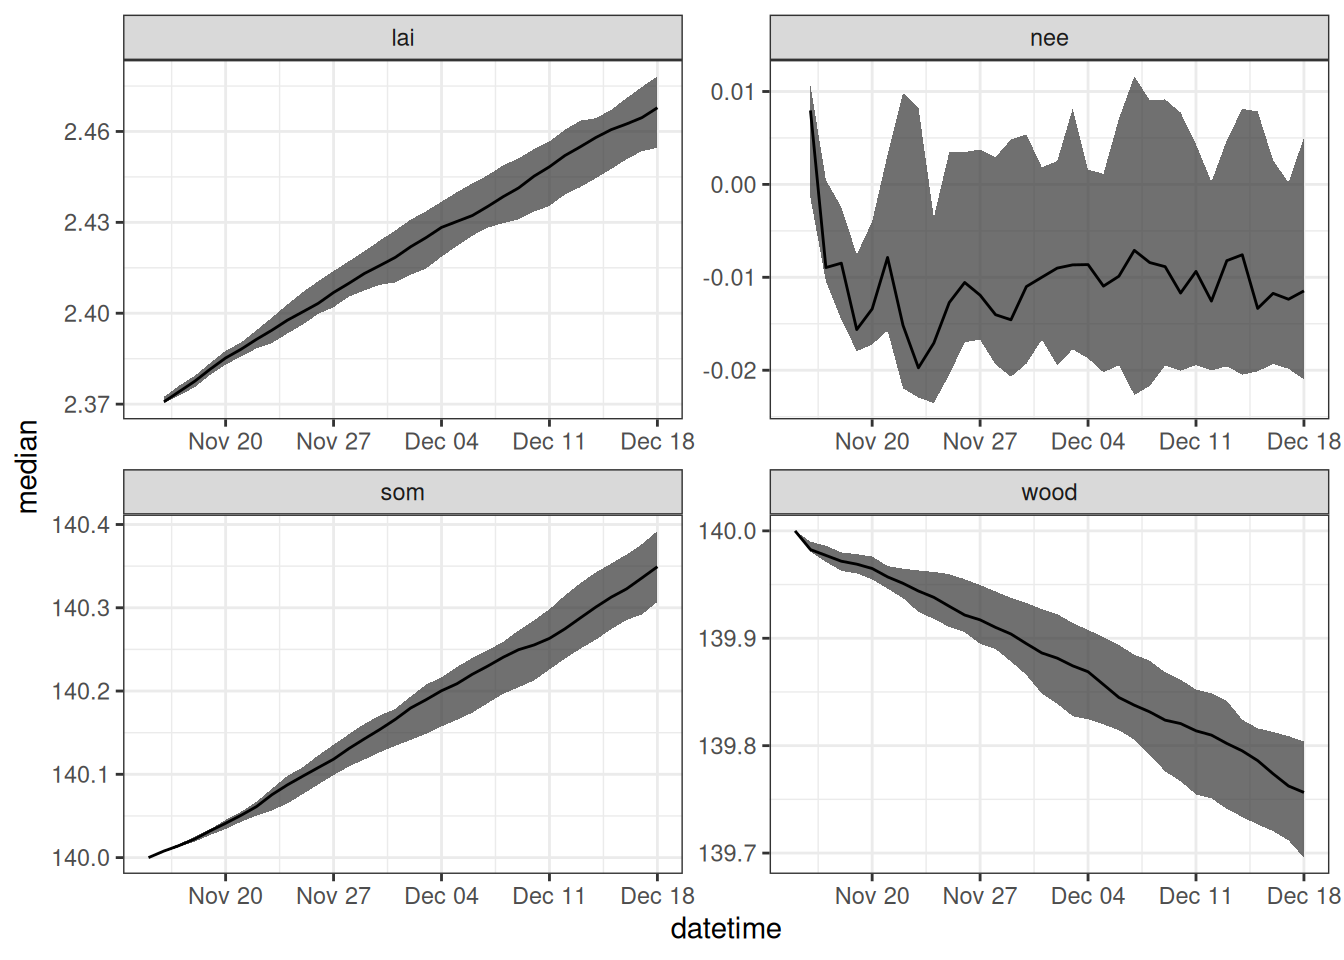 lai
nee
2.46
2.43
2.40
2.37
0.01
0.00
-0.01
-0.02
Nov 20 Nov 27 Dec 04 Dec 11 Dec 18
Nov 20 Nov 27 Dec 04 Dec 11 Dec 18
median
som
wood
140.4
140.3
140.2
140.1
140.0
140.0
139.9
139.8
139.7
Nov 20 Nov 27 Dec 04 Dec 11 Dec 18
Nov 20 Nov 27 Dec 04 Dec 11 Dec 18
datetime